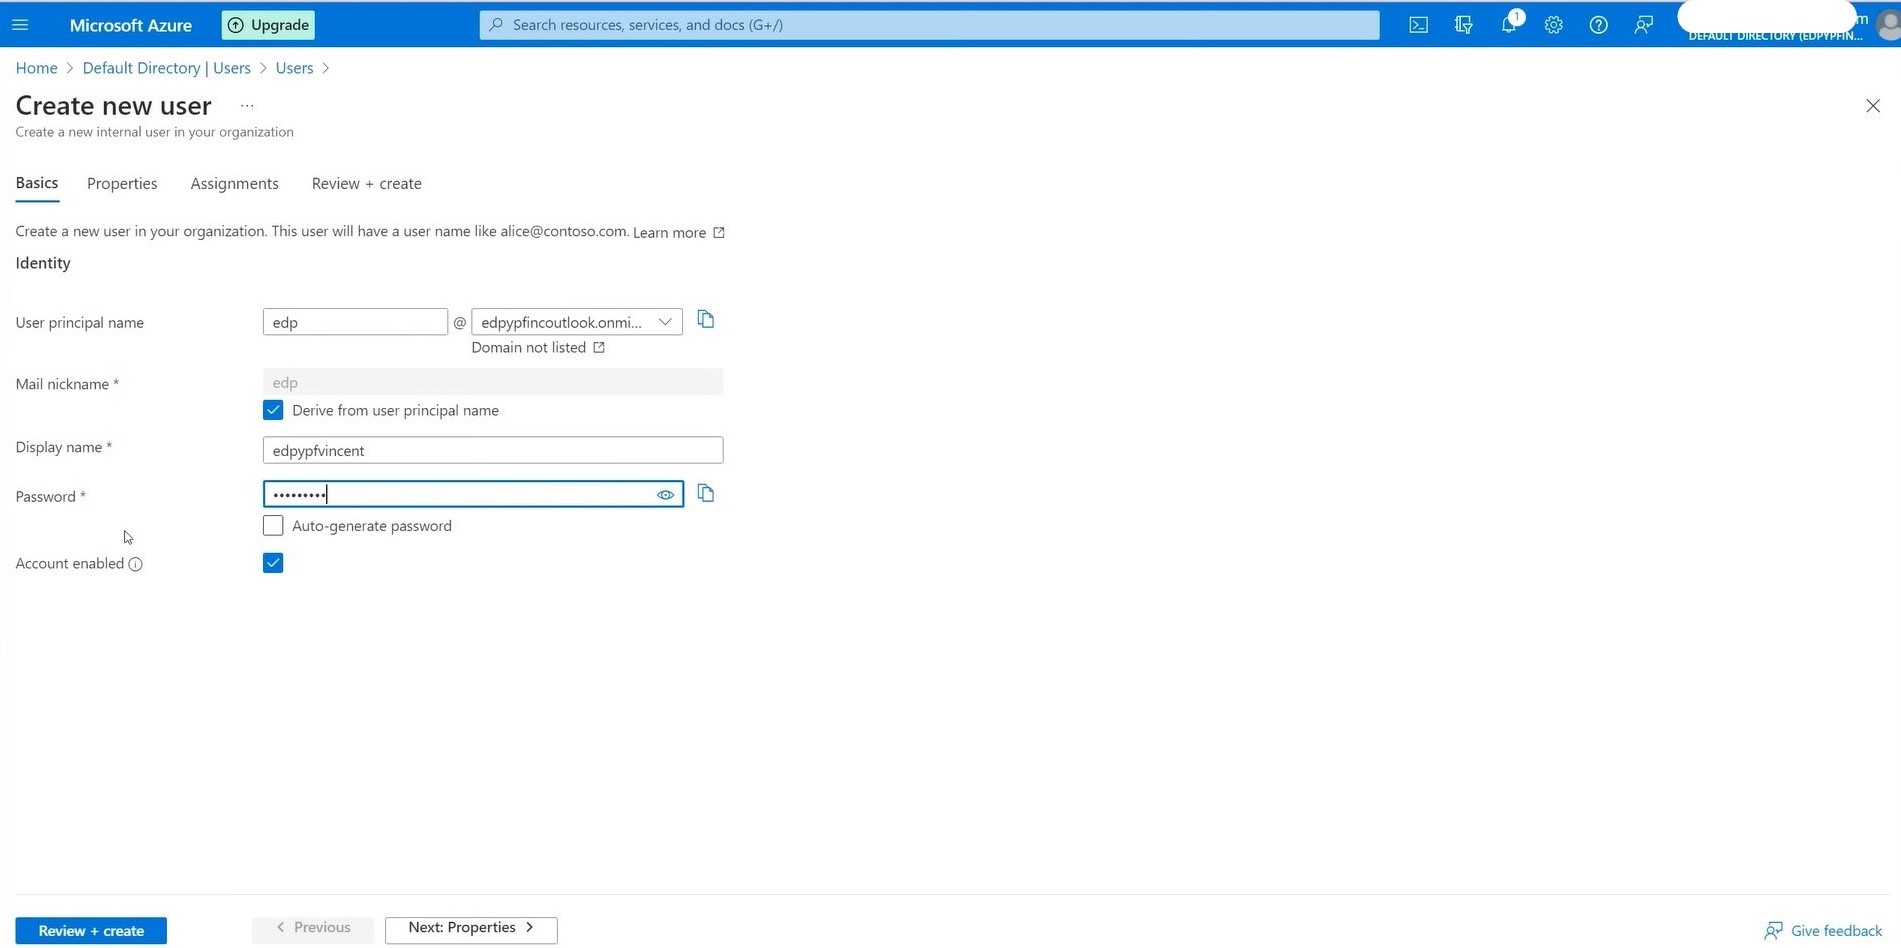 Microsoft Azure
Upgrade
Search resources, services, and docs (G+/)
1
m
DEFAULT DIRECTORY (EDPYPFIN...
Home > Default Directory | Users > Users >
Create new user ...
Create a new internal user in your organization
Basics Properties Assignments Review + create
Create a new user in your organization. This user will have a user name like alice@contoso.com. Learn more
Identity
User principal name edp @ edpypfincoutlook.onmi...
Domain not listed
Mail nickname * edp
Derive from user principal name
Display name * edpypfvincent
Password * •••••••••
Auto-generate password
Account enabled
Review + create < Previous Next: Properties > Give feedback